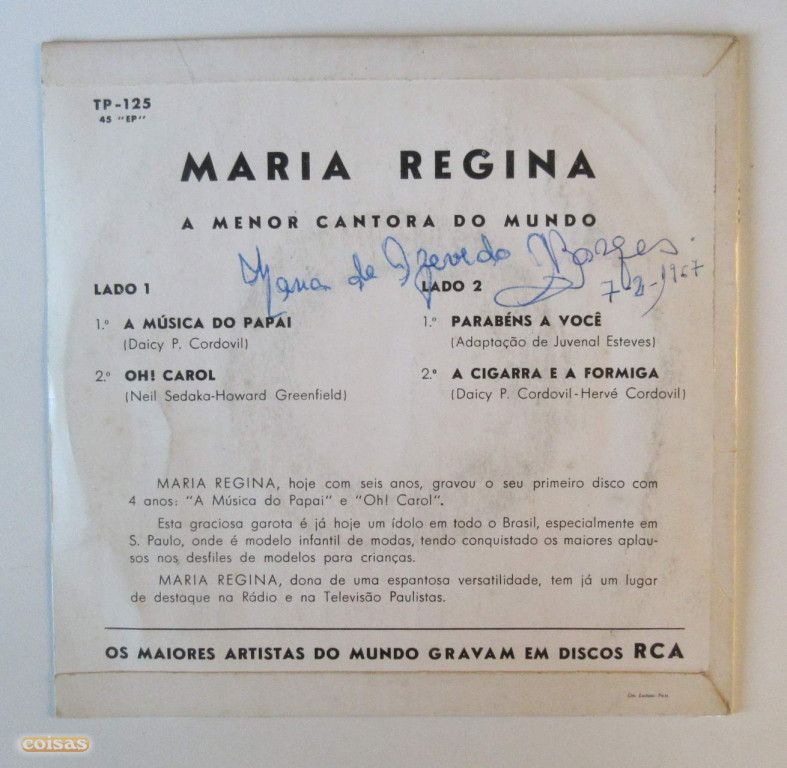 TP-125
45 "EP"
MARIA REGINA
A MENOR CANTORA DO MUNDO
Maria de Azevedo Borges.
LADO 1
1.º A MÚSICA DO PAPAI
(Daicy P. Cordovil)
2.º OH! CAROL
(Neil Sedaka-Howard Greenfield)
LADO 2
1.º PARABÉNS A VOCÊ
(Adaptação de Juvenal Esteves)
2.º A CIGARRA E A FORMIGA
(Daicy P. Cordovil-Hervé Cordovil)
MARIA REGINA, hoje com seis anos, gravou o seu primeiro disco com
4 anos: "A Música do Papai" e "Oh! Carol".
Esta graciosa garota é já hoje um ídolo em todo o Brasil, especialmente em
S. Paulo, onde é modelo infantil de modas, tendo conquistado os maiores aplau-
sos nos desfiles de modelos para crianças.
MARIA REGINA, dona de uma espantosa versatilidade, tem já um lugar
de destaque na Rádio e na Televisão Paulistas.
OS MAIORES ARTISTAS DO MUNDO GRAVAM EM DISCOS RCA
coisas